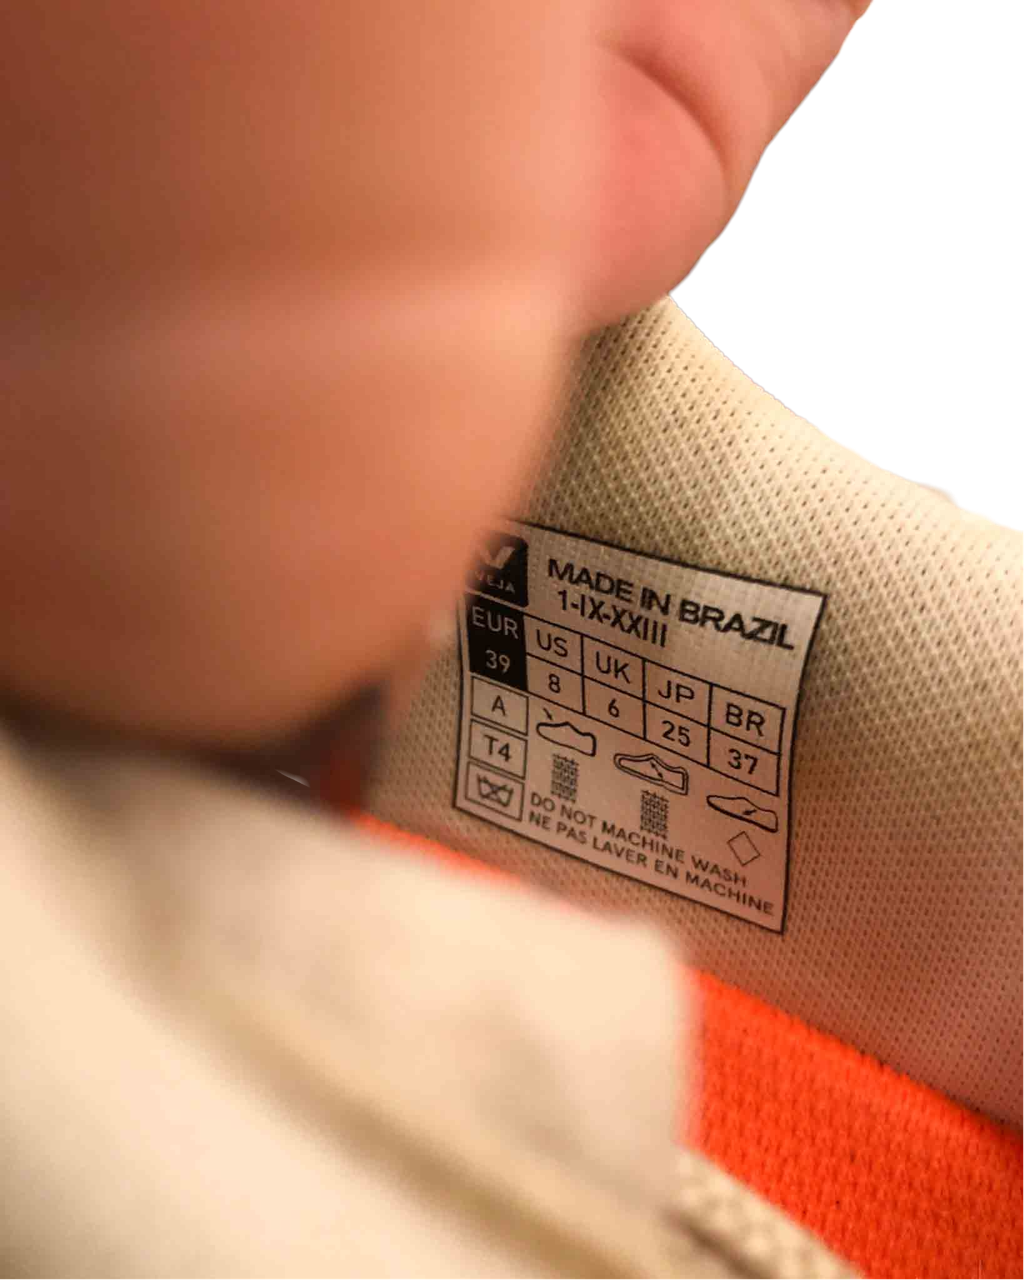 VEJA
MADE IN BRAZIL
1-IX-XXIII
EUR US UK JP BR
39 8 6 25 37
A
T4
DO NOT MACHINE WASH
NE PAS LAVER EN MACHINE